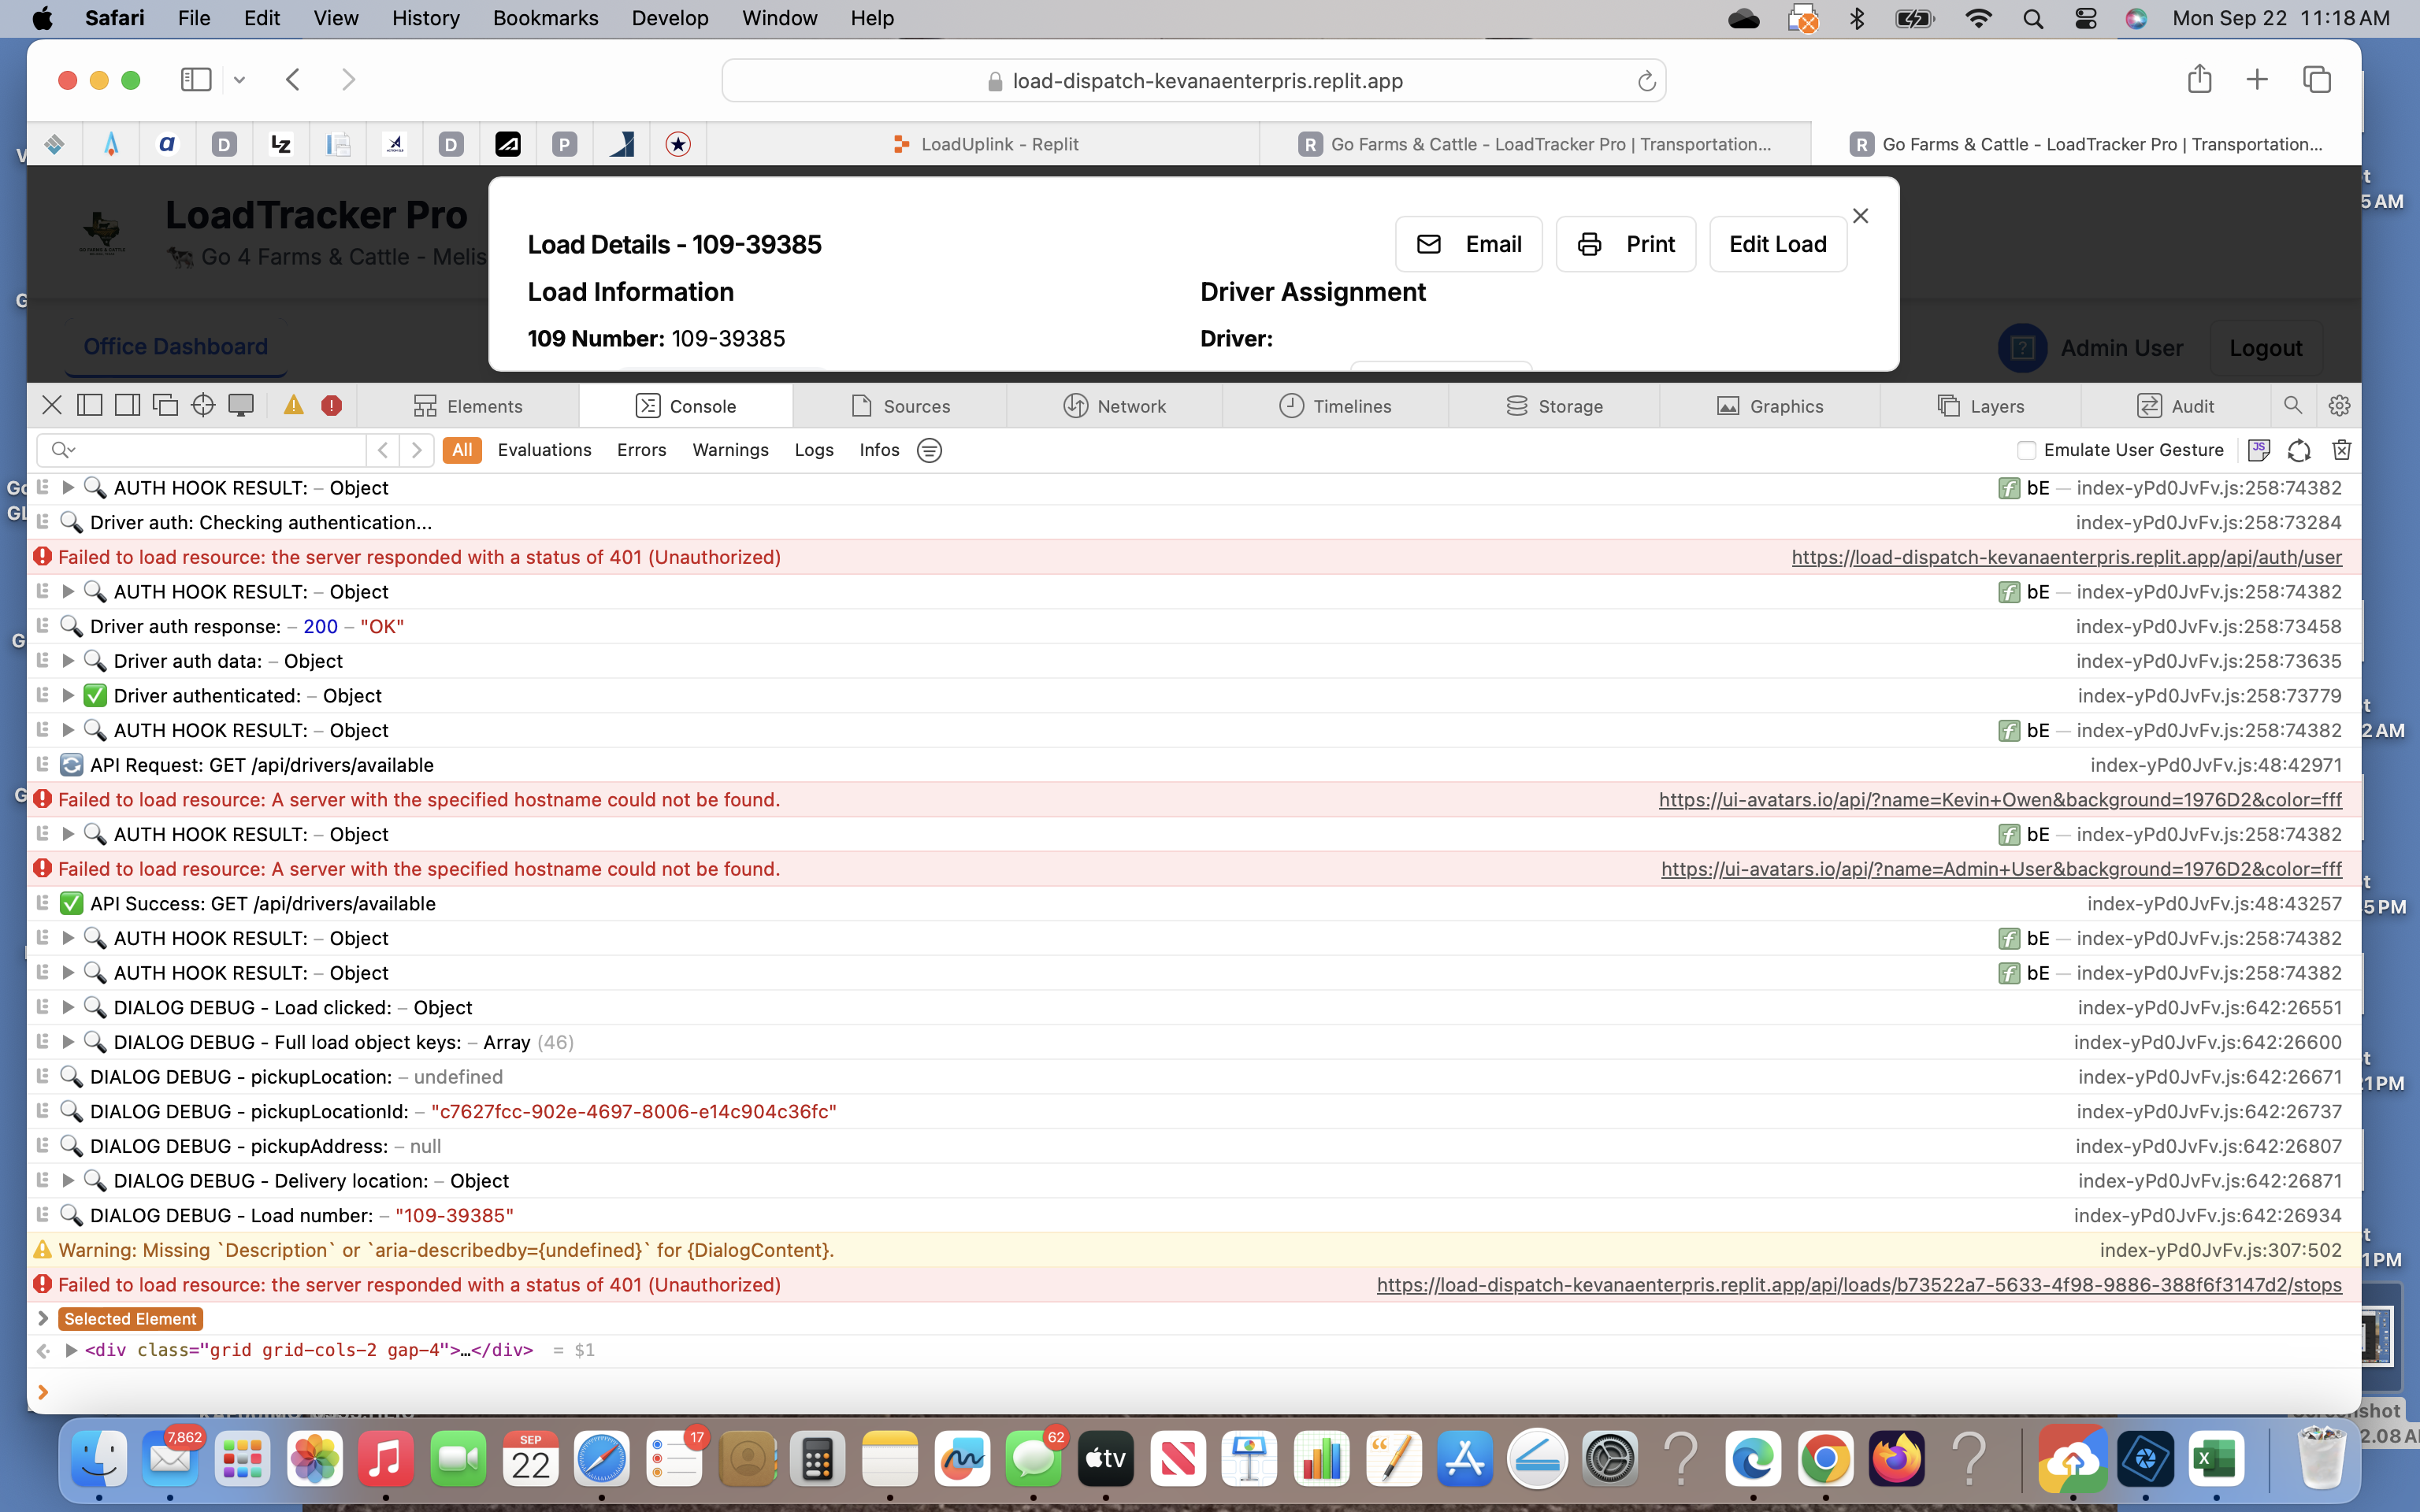 Safari File Edit View History Bookmarks Develop Window Help Mon Sep 22 11:18 AM
load-dispatch-kevanaenterpris.replit.app
a D LZ D P LoadUplink - Replit R Go Farms & Cattle - LoadTracker Pro | Transportation... R Go Farms & Cattle - LoadTracker Pro | Transportation...
LoadTracker Pro
Go 4 Farms & Cattle - Melis
Office Dashboard
Admin User Logout
Load Details - 109-39385 Email Print Edit Load
Load Information Driver Assignment
109 Number: 109-39385 Driver:
Elements Console Sources Network Timelines Storage Graphics Layers Audit
All Evaluations Errors Warnings Logs Infos Emulate User Gesture
AUTH HOOK RESULT: – Object f bE — index-yPd0JvFv.js:258:74382
Driver auth: Checking authentication... index-yPd0JvFv.js:258:73284
Failed to load resource: the server responded with a status of 401 (Unauthorized) https://load-dispatch-kevanaenterpris.replit.app/api/auth/user
AUTH HOOK RESULT: – Object f bE — index-yPd0JvFv.js:258:74382
Driver auth response: – 200 – "OK" index-yPd0JvFv.js:258:73458
Driver auth data: – Object index-yPd0JvFv.js:258:73635
Driver authenticated: – Object index-yPd0JvFv.js:258:73779
AUTH HOOK RESULT: – Object f bE — index-yPd0JvFv.js:258:74382
API Request: GET /api/drivers/available index-yPd0JvFv.js:48:42971
Failed to load resource: A server with the specified hostname could not be found. https://ui-avatars.io/api/?name=Kevin+Owen&background=1976D2&color=fff
AUTH HOOK RESULT: – Object f bE — index-yPd0JvFv.js:258:74382
Failed to load resource: A server with the specified hostname could not be found. https://ui-avatars.io/api/?name=Admin+User&background=1976D2&color=fff
API Success: GET /api/drivers/available index-yPd0JvFv.js:48:43257
AUTH HOOK RESULT: – Object f bE — index-yPd0JvFv.js:258:74382
AUTH HOOK RESULT: – Object f bE — index-yPd0JvFv.js:258:74382
DIALOG DEBUG - Load clicked: – Object index-yPd0JvFv.js:642:26551
DIALOG DEBUG - Full load object keys: – Array (46) index-yPd0JvFv.js:642:26600
DIALOG DEBUG - pickupLocation: – undefined index-yPd0JvFv.js:642:26671
DIALOG DEBUG - pickupLocationId: – "c7627fcc-902e-4697-8006-e14c904c36fc" index-yPd0JvFv.js:642:26737
DIALOG DEBUG - pickupAddress: – null index-yPd0JvFv.js:642:26807
DIALOG DEBUG - Delivery location: – Object index-yPd0JvFv.js:642:26871
DIALOG DEBUG - Load number: – "109-39385" index-yPd0JvFv.js:642:26934
Warning: Missing `Description` or `aria-describedby={undefined}` for {DialogContent}. index-yPd0JvFv.js:307:502
Failed to load resource: the server responded with a status of 401 (Unauthorized) https://load-dispatch-kevanaenterpris.replit.app/api/loads/b73522a7-5633-4f98-9886-388f6f3147d2/stops
Selected Element
<div class="grid grid-cols-2 gap-4">…</div> = $1
7,862 SEP 22 17 62 tv